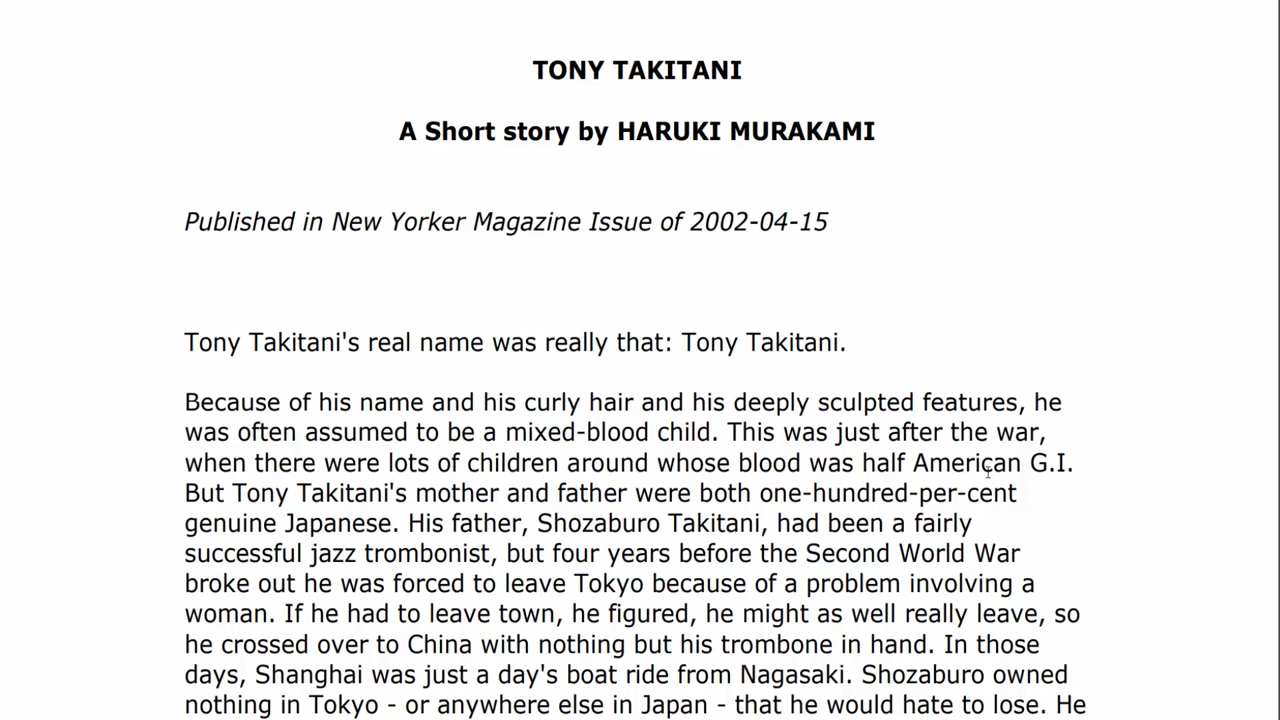 TONY TAKITANI
A Short story by HARUKI MURAKAMI
Published in New Yorker Magazine Issue of 2002-04-15
Tony Takitani's real name was really that: Tony Takitani.
Because of his name and his curly hair and his deeply sculpted features, he
was often assumed to be a mixed-blood child. This was just after the war,
when there were lots of children around whose blood was half American G.I.
But Tony Takitani's mother and father were both one-hundred-per-cent
genuine Japanese. His father, Shozaburo Takitani, had been a fairly
successful jazz trombonist, but four years before the Second World War
broke out he was forced to leave Tokyo because of a problem involving a
woman. If he had to leave town, he figured, he might as well really leave, so
he crossed over to China with nothing but his trombone in hand. In those
days, Shanghai was just a day's boat ride from Nagasaki. Shozaburo owned
nothing in Tokyo - or anywhere else in Japan - that he would hate to lose. He